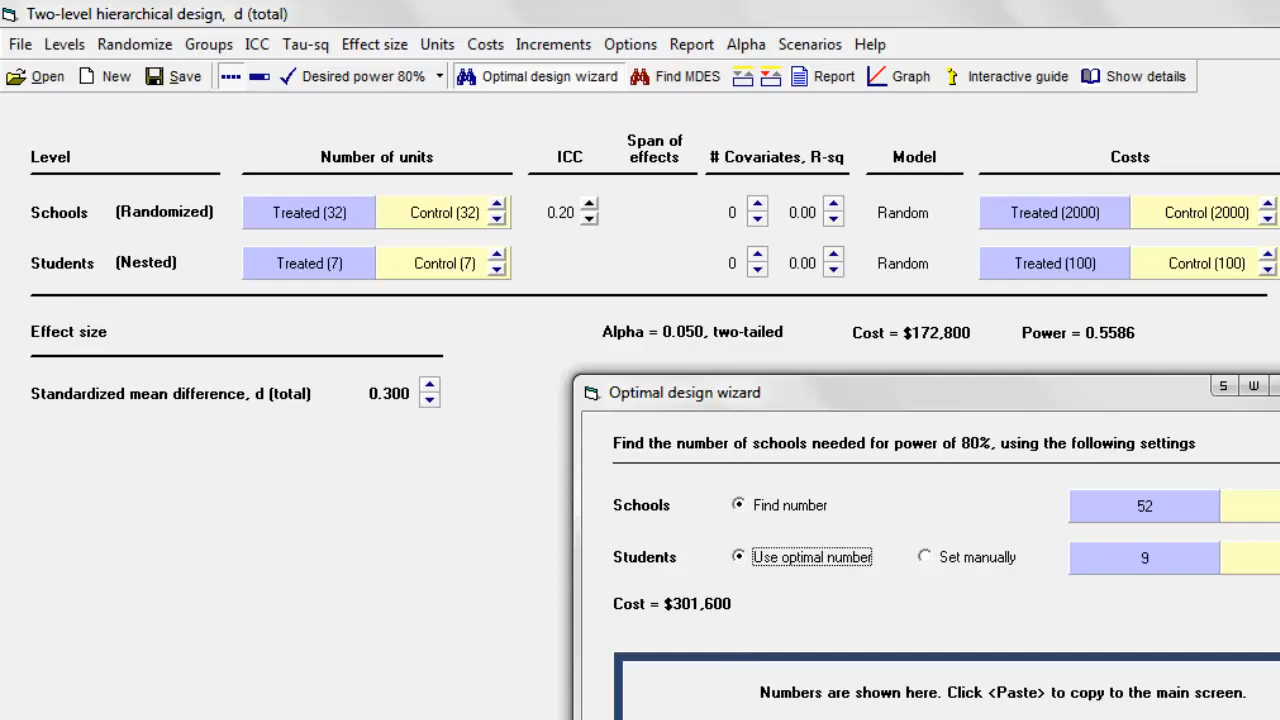 Two-level hierarchical design, d (total)
File Levels Randomize Groups ICC Tau-sq Effect size Units Costs Increments Options Report Alpha Scenarios Help
Open New Save Desired power 80% Optimal design wizard Find MDES Report Graph Interactive guide Show details
Level Number of units ICC Span of effects # Covariates, R-sq Model Costs
Schools (Randomized) Treated (32) Control (32) 0.20 0 0.00 Random Treated (2000) Control (2000)
Students (Nested) Treated (7) Control (7) 0 0.00 Random Treated (100) Control (100)
Effect size Alpha = 0.050, two-tailed Cost = $172,800 Power = 0.5586
Standardized mean difference, d (total) 0.300
Optimal design wizard S W
Find the number of schools needed for power of 80%, using the following settings
Schools Find number 52
Students Use optimal number Set manually 9
Cost = $301,600
Numbers are shown here. Click <Paste> to copy to the main screen.